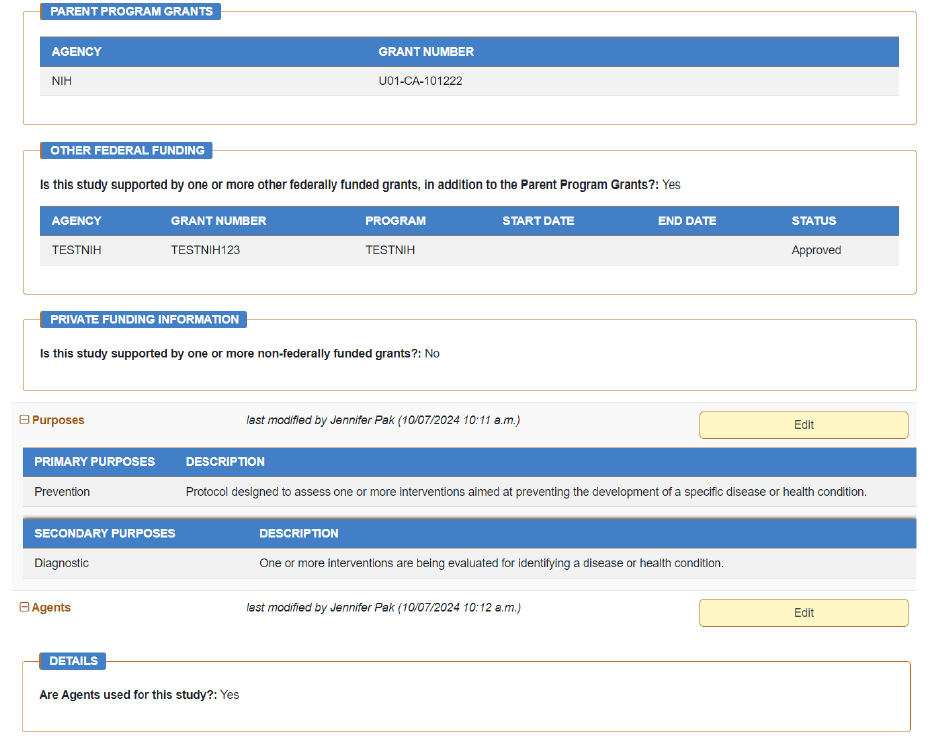 PARENT PROGRAM GRANTS
AGENCY GRANT NUMBER
NIH U01-CA-101222
OTHER FEDERAL FUNDING
Is this study supported by one or more other federally funded grants, in addition to the Parent Program Grants?: Yes
AGENCY GRANT NUMBER PROGRAM START DATE END DATE STATUS
TESTNIH TESTNIH123 TESTNIH Approved
PRIVATE FUNDING INFORMATION
Is this study supported by one or more non-federally funded grants?: No
Purposes last modified by Jennifer Pak (10/07/2024 10:11 a.m.) Edit
PRIMARY PURPOSES DESCRIPTION
Prevention Protocol designed to assess one or more interventions aimed at preventing the development of a specific disease or health condition.
SECONDARY PURPOSES DESCRIPTION
Diagnostic One or more interventions are being evaluated for identifying a disease or health condition.
Agents last modified by Jennifer Pak (10/07/2024 10:12 a.m.) Edit
DETAILS
Are Agents used for this study?: Yes